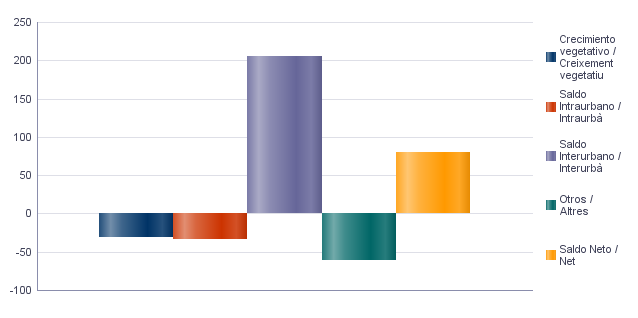 250
200
150
100
50
0
-50
-100
Crecimiento
vegetativo /
Creixement
vegetatiu
Saldo
Intraurbano /
Intraurbà
Saldo
Interurbano /
Interurbà
Otros /
Altres
Saldo Neto /
Net